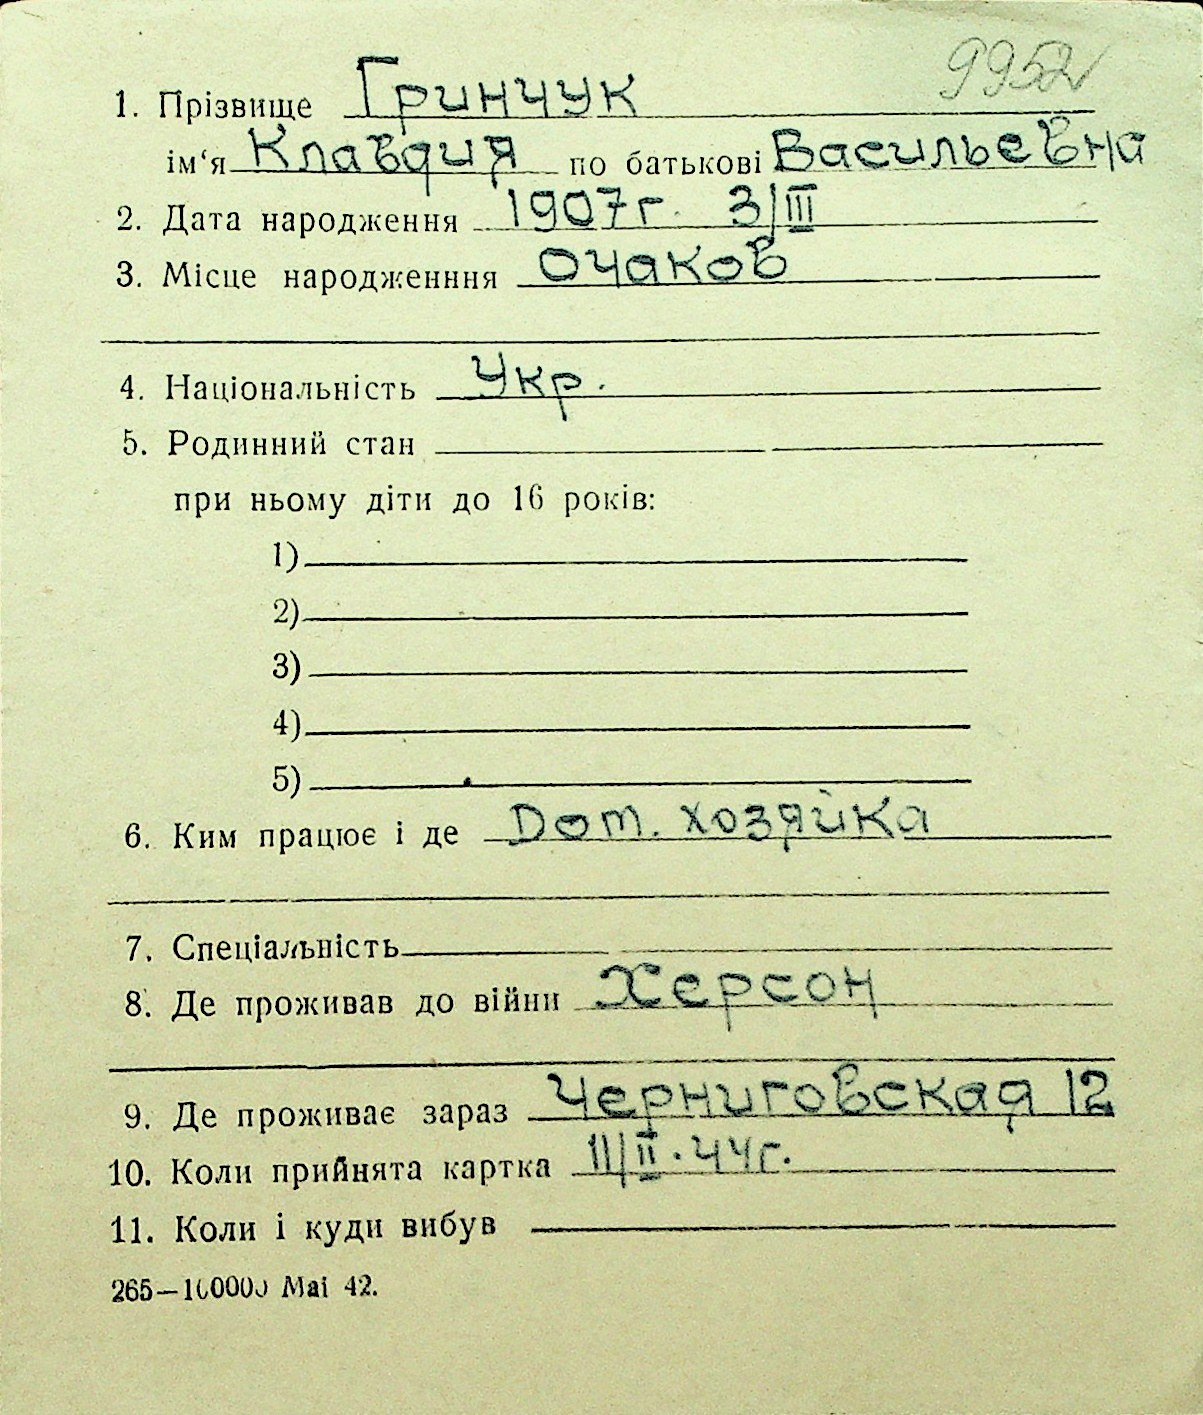 9952
1. Прізвище Гринчук
ім‘я Клавдия по батькові Васильевна
2. Дата народження 1907г. 3/III
3. Місце народженння Очаков
4. Національність Укр.
5. Родинний стан
при ньому діти до 16 років:
1)
2)
3)
4)
5)
6. Ким працює і де Dom. хозяйка
7. Спеціальність
8. Де проживав до війни Херсон
9. Де проживає зараз Черниговская 12
10. Коли прийнята картка 11/II. 44г.
11. Коли і куди вибув
265—10000 Mai 42.